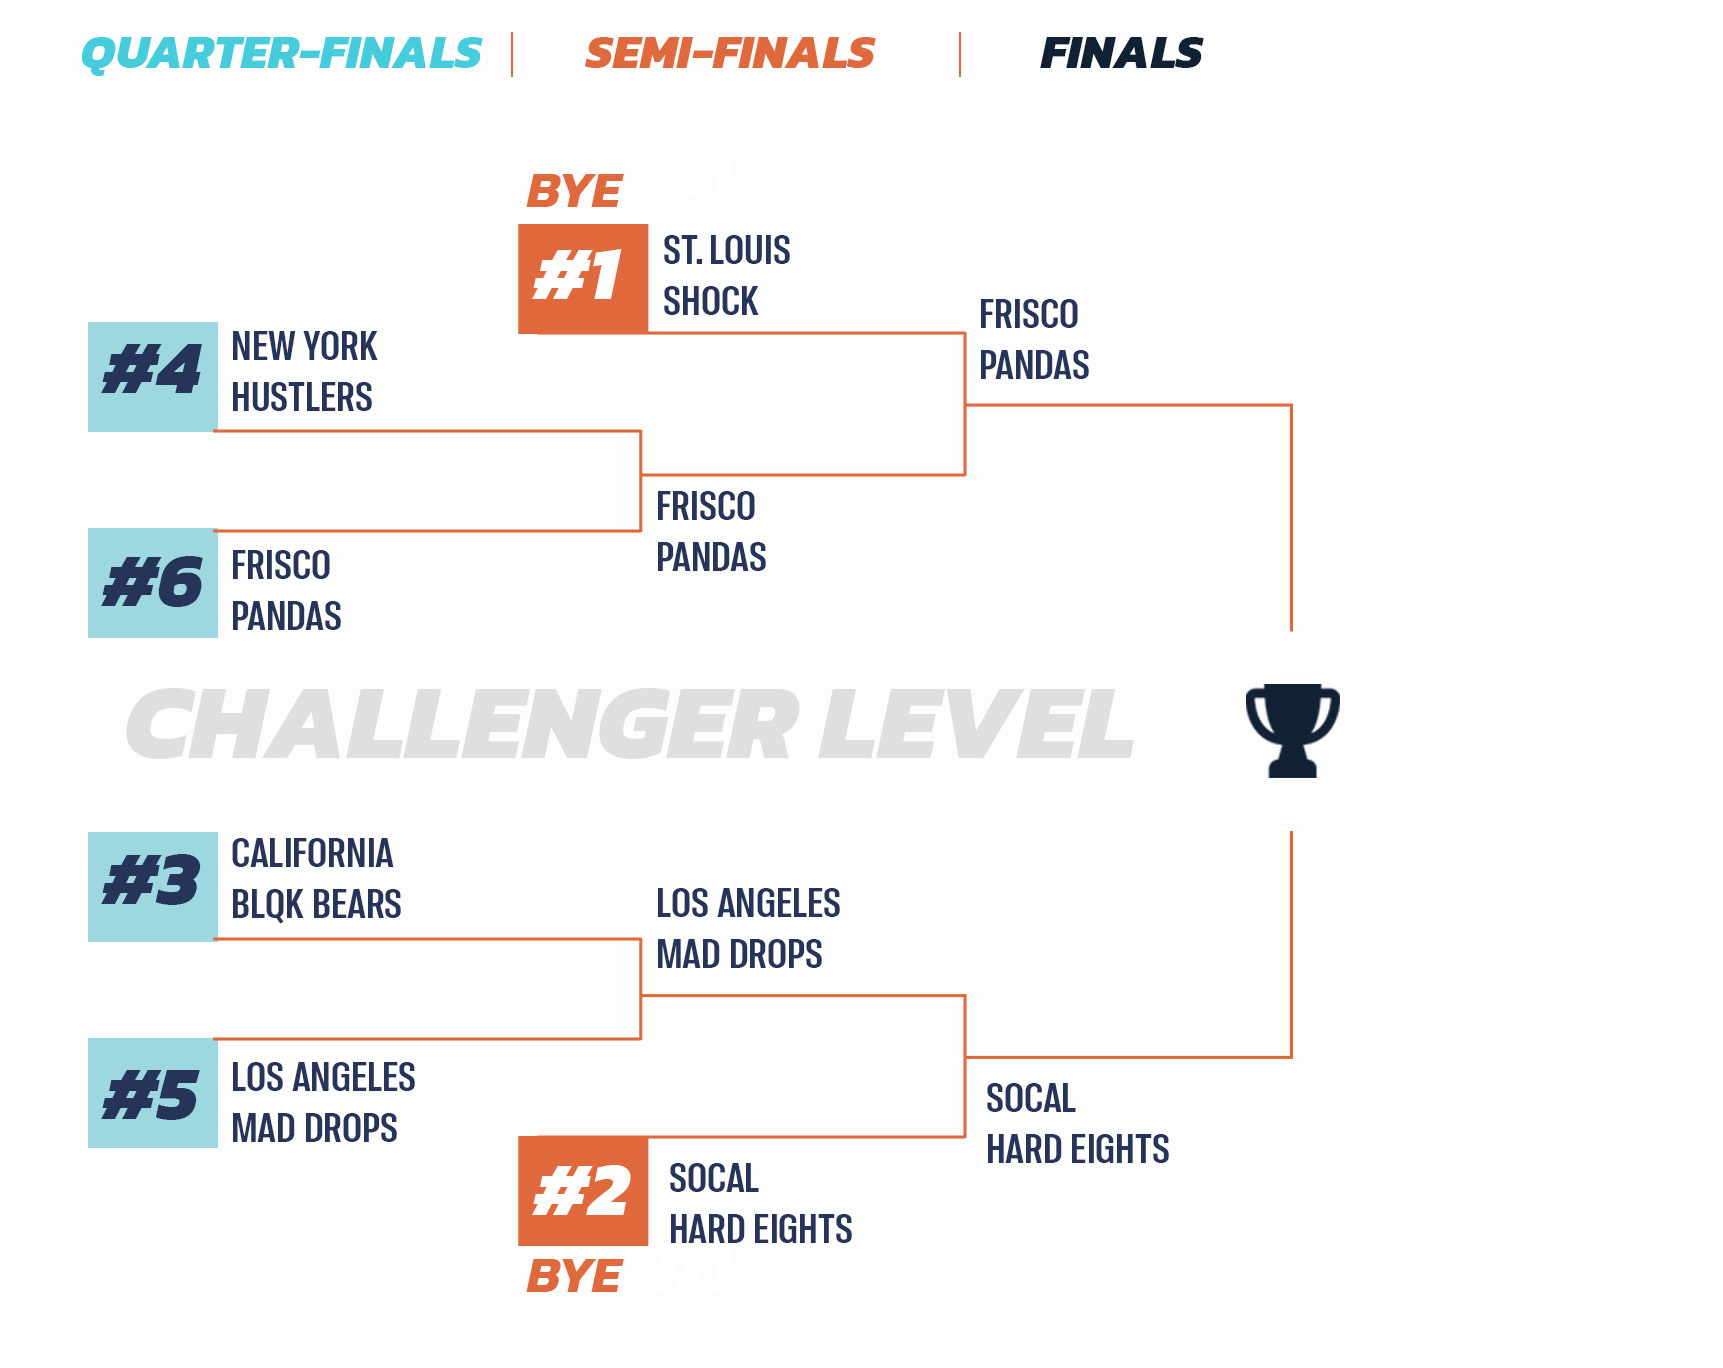 QUARTER-FINALS
SEMI-FINALS
FINALS
BYE #1
#1
ST. LOUIS
SHOCK
FRISCO
PANDAS
#4
NEW YORK
HUSTLERS
FRISCO
PANDAS
#6
FRISCO
PANDAS
CHALLENGER LEVEL
#3
CALIFORNIA
BLQK BEARS
LOS ANGELES
MAD DROPS
#5
LOS ANGELES
MAD DROPS
SOCAL
HARD EIGHTS
#2
SOCAL
HARD EIGHTS
BYE #1